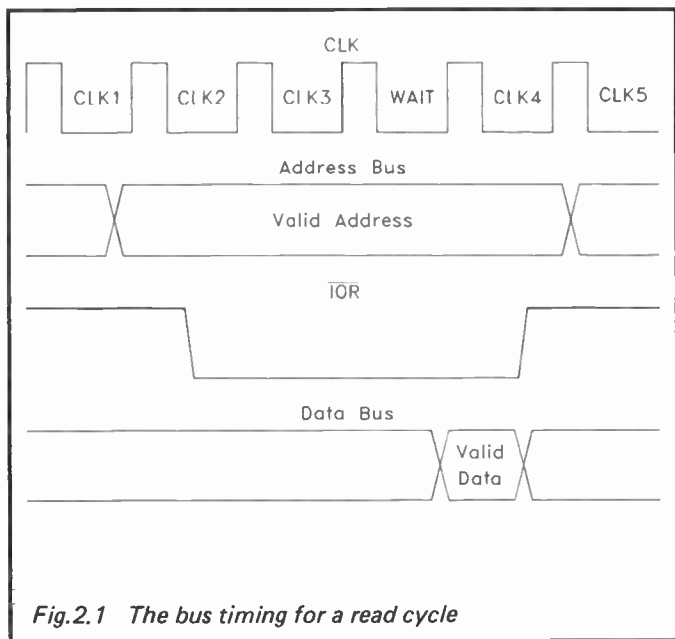 CLK
CLK1 CLK2 CLK3 WAIT CLK4 CLK5
Address Bus
Valid Address
I̅O̅R̅
Data Bus
Valid
Data
Fig.2.1 The bus timing for a read cycle